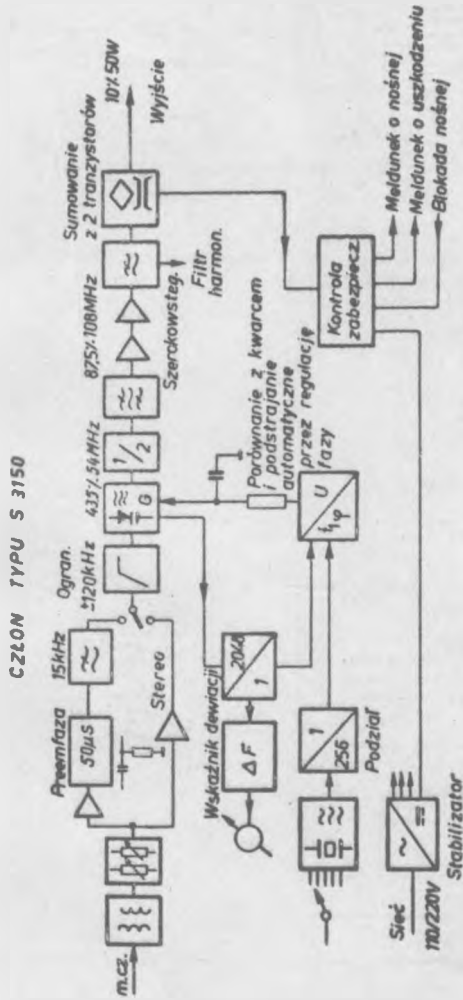 CZŁON TYPU S 3150
m.cz.
Preemfaza
50µS
15kHz
Stereo
Ogran.
±120kHz
43,5%54MHz
G
1/2
87,5%108MHz
Szerckowsteg.
Filtr
harmon.
Sumowanie
z 2 tranzystorów
10%50W
Wyjście
Wskaźnik dewiacji
2048
1
ΔF
Porównanie z kwarcem
i podstrajanie
automatyczne
przez regulację
fazy
U
f1φ
1
256
Podział
Kontrola
zabezpiecz.
Meldunek o nośnej
Meldunek o uszkodzeniu
Blokada nośnej
Sieć
110/220V
Stabilizator